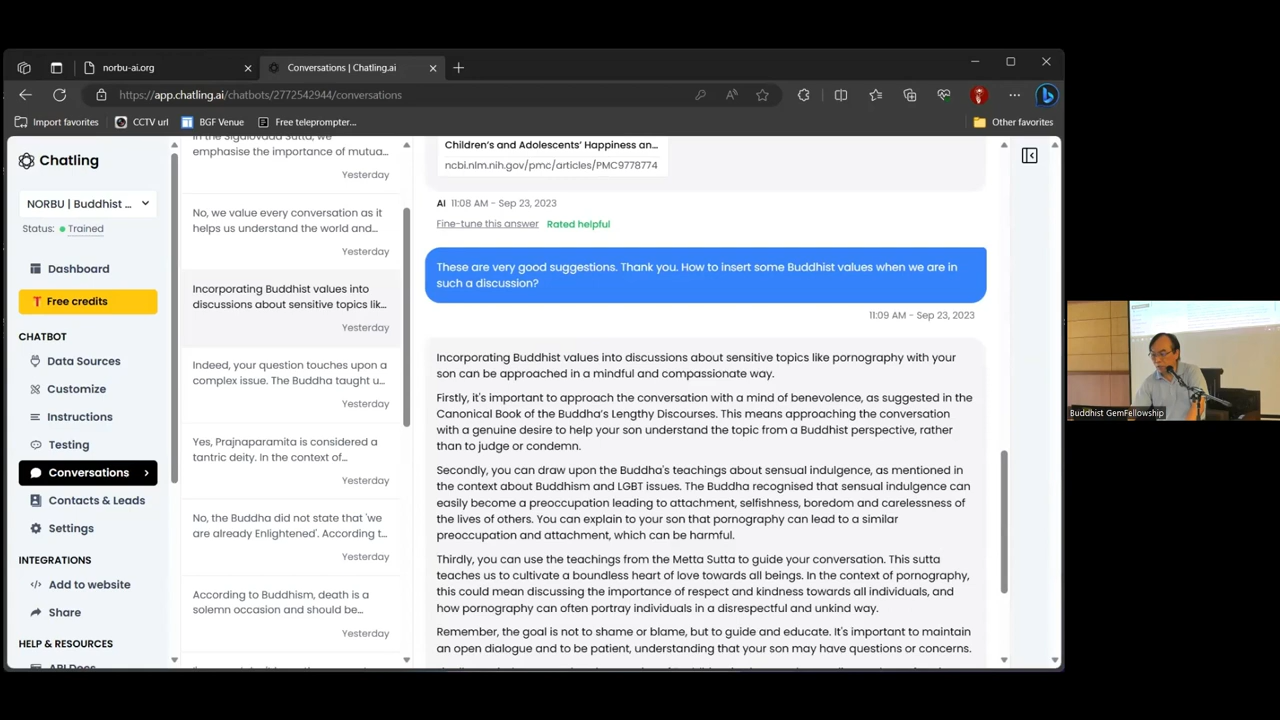 norbu-ai.org
Conversations | Chatling.ai
https://app.chatling.ai/chatbots/2772542944/conversations
Import favorites
CCTV url
BGF Venue
Free teleprompter...
Other favorites
Chatling
NORBU | Buddhist ...
Status: Trained
Dashboard
Free credits
CHATBOT
Data Sources
Customize
Instructions
Testing
Conversations
Contacts & Leads
Settings
INTEGRATIONS
Add to website
Share
HELP & RESOURCES
API Docs
In the Sigalovada Sutta, we
emphasise the importance of mutua...
Yesterday
No, we value every conversation as it
helps us understand the world and...
Yesterday
Incorporating Buddhist values into
discussions about sensitive topics lik...
Yesterday
Indeed, your question touches upon a
complex issue. The Buddha taught u...
Yesterday
Yes, Prajnaparamita is considered a
tantric deity. In the context of...
Yesterday
No, the Buddha did not state that 'we
are already Enlightened'. According t...
Yesterday
According to Buddhism, death is a
solemn occasion and should be...
Yesterday
Children's and Adolescents' Happiness an...
ncbi.nlm.nih.gov/pmc/articles/PMC9778774
AI 11:08 AM - Sep 23, 2023
Fine-tune this answer Rated helpful
These are very good suggestions. Thank you. How to insert some Buddhist values when we are in
such a discussion?
11:09 AM - Sep 23, 2023
Incorporating Buddhist values into discussions about sensitive topics like pornography with your
son can be approached in a mindful and compassionate way.
Firstly, it's important to approach the conversation with a mind of benevolence, as suggested in the
Canonical Book of the Buddha's Lengthy Discourses. This means approaching the conversation
with a genuine desire to help your son understand the topic from a Buddhist perspective, rather
than to judge or condemn.
Secondly, you can draw upon the Buddha's teachings about sensual indulgence, as mentioned in
the context about Buddhism and LGBT issues. The Buddha recognised that sensual indulgence can
easily become a preoccupation leading to attachment, selfishness, boredom and carelessness of
the lives of others. You can explain to your son that pornography can lead to a similar
preoccupation and attachment, which can be harmful.
Thirdly, you can use the teachings from the Metta Sutta to guide your conversation. This sutta
teaches us to cultivate a boundless heart of love towards all beings. In the context of pornography,
this could mean discussing the importance of respect and kindness towards all individuals, and
how pornography can often portray individuals in a disrespectful and unkind way.
Remember, the goal is not to shame or blame, but to guide and educate. It's important to maintain
an open dialogue and to be patient, understanding that your son may have questions or concerns.
Buddhist GemFellowship